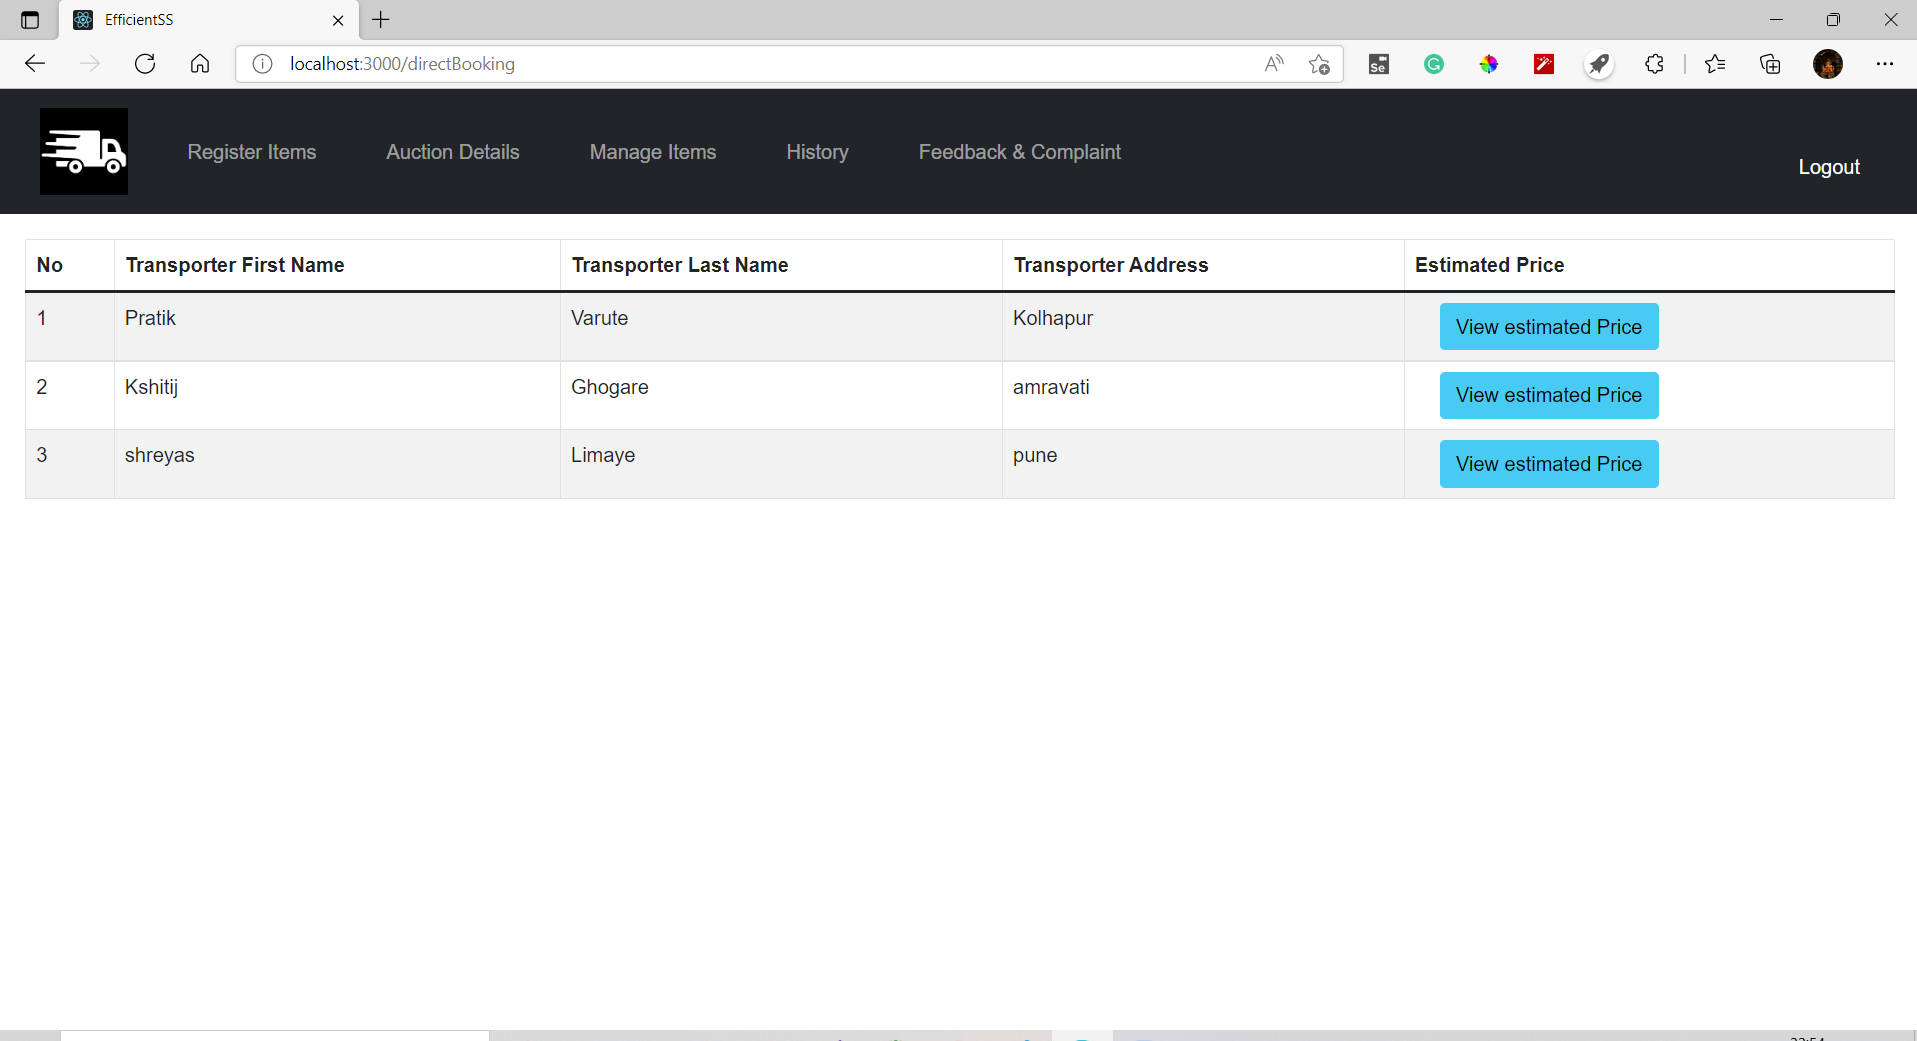 EfficientSS
localhost:3000/directBooking
Register Items Auction Details Manage Items History Feedback & Complaint
Logout
No Transporter First Name Transporter Last Name Transporter Address Estimated Price
1 Pratik Varute Kolhapur View estimated Price
2 Kshitij Ghogare amravati View estimated Price
3 shreyas Limaye pune View estimated Price